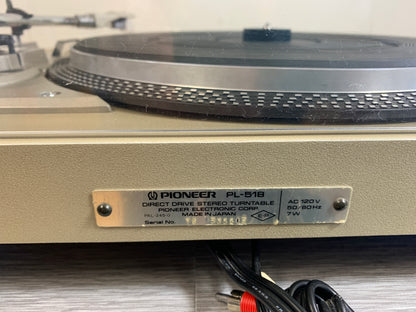 PIONEER PL-518
DIRECT DRIVE STEREO TURNTABLE
PIONEER ELECTRONIC CORP
MADE IN JAPAN
Serial No.
AC 120V
50/60Hz
7W